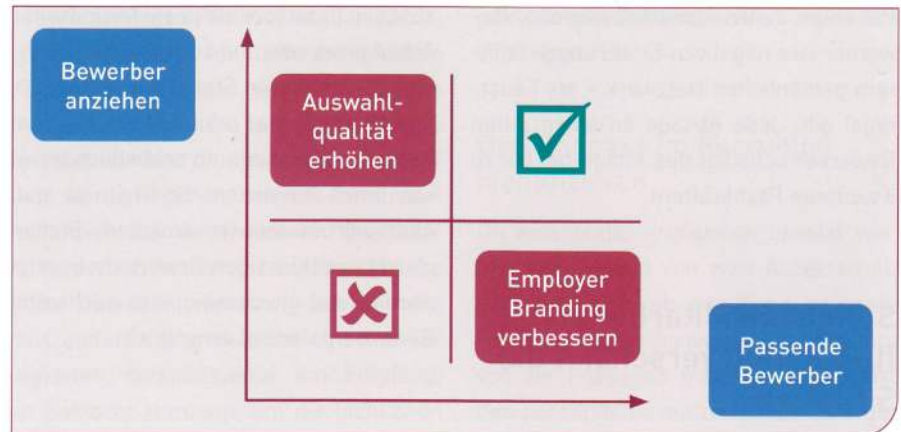 Bewerber
anziehen
Auswahl-
qualität
erhöhen
Employer
Branding
verbessern
Passende
Bewerber